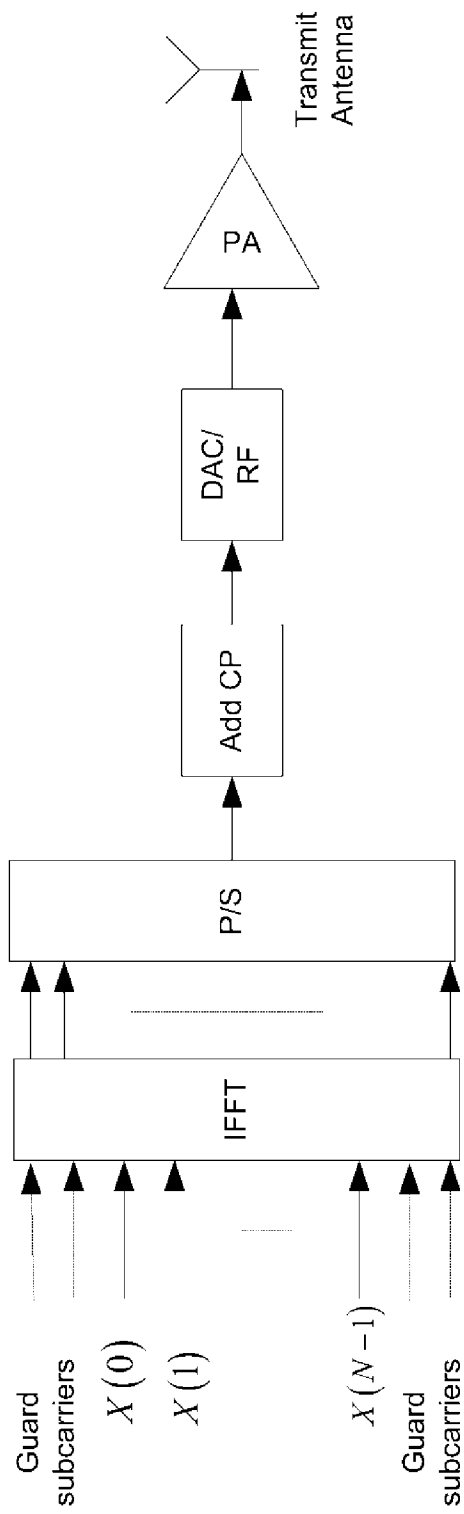 Guard
subcarriers
X(0)
X(1)
X(N−1)
Guard
subcarriers
IFFT
P/S
Add CP
DAC/
RF
PA
Transmit
Antenna